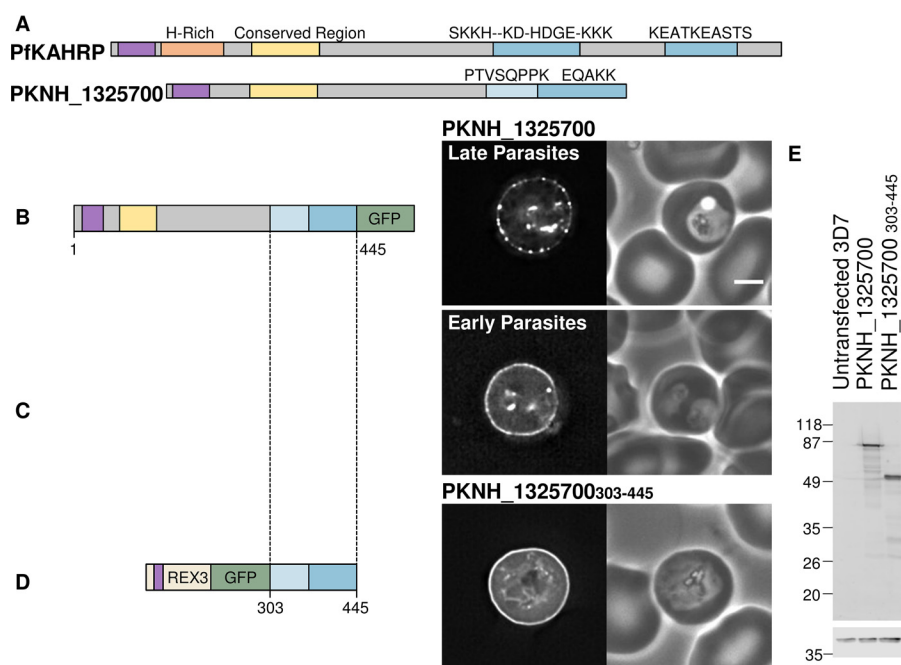 A
H-Rich Conserved Region SKKH--KD-HDGE-KKK KEATKEASTS
PfKAHRP
PTVSQPPK EQAKK
PKNH_1325700
PKNH_1325700
Late Parasites
E
B
GFP
1 445
Early Parasites
Untransfected 3D7
PKNH_1325700
PKNH_1325700 303-445
C
118
87
49
35
26
20
35
PKNH_1325700303-445
D
REX3 GFP
303 445